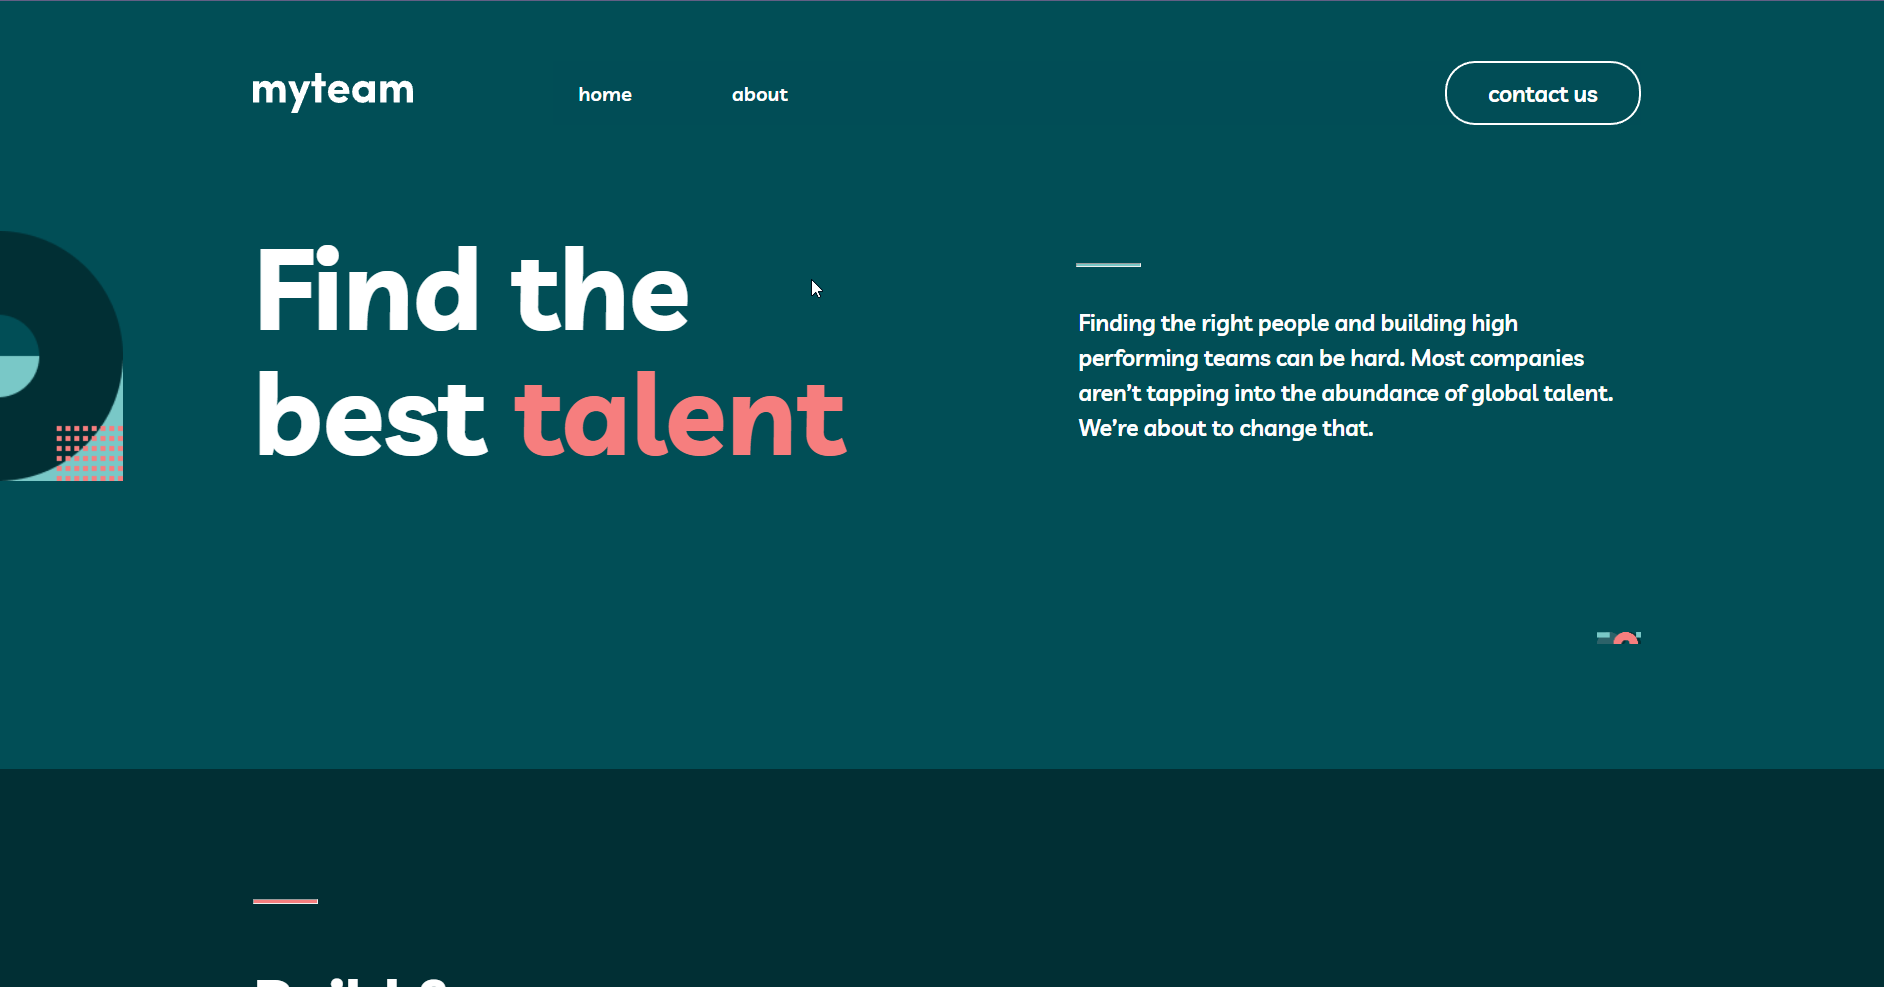 myteam
home
about
contact us
Find the
best talent
Finding the right people and building high
performing teams can be hard. Most companies
aren’t tapping into the abundance of global talent.
We’re about to change that.
Build &